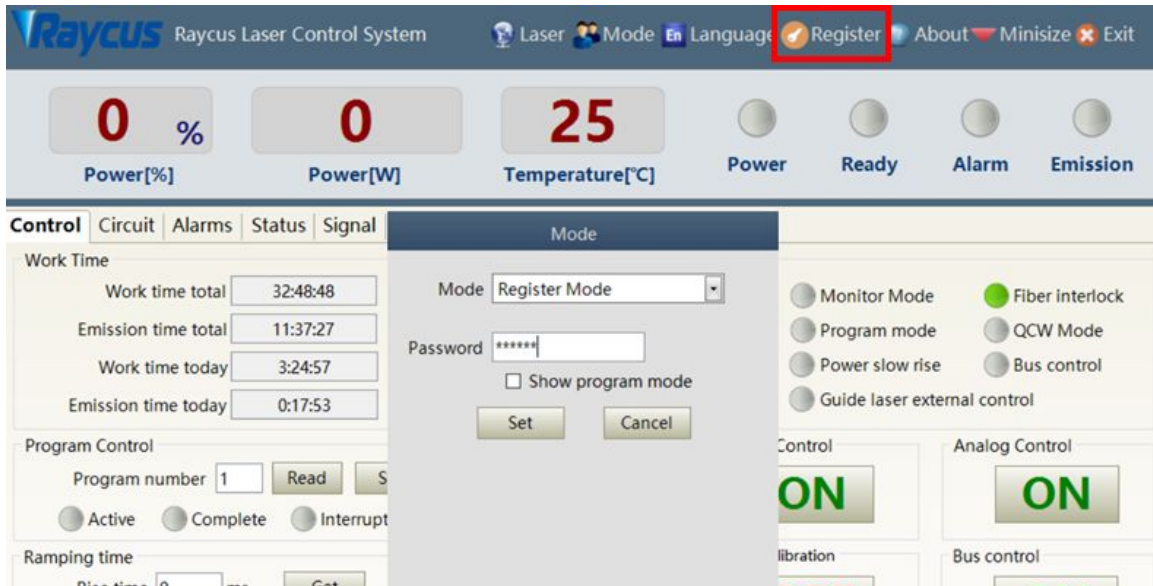 Raycus Raycus Laser Control System Laser Mode En Language Register About Minisize Exit
0 % 0 25
Power[%] Power[W] Temperature[℃] Power Ready Alarm Emission
Control Circuit Alarms Status Signal
Mode
Work Time
Work time total 32:48:48
Emission time total 11:37:27
Work time today 3:24:57
Emission time today 0:17:53
Mode Register Mode
Password ******
Show program mode
Set Cancel
Monitor Mode Fiber interlock
Program mode QCW Mode
Power slow rise Bus control
Guide laser external control
Program Control
Program number 1 Read S
Active Complete Interrupt
Control Analog Control
ON ON
Ramping time
libration Bus control